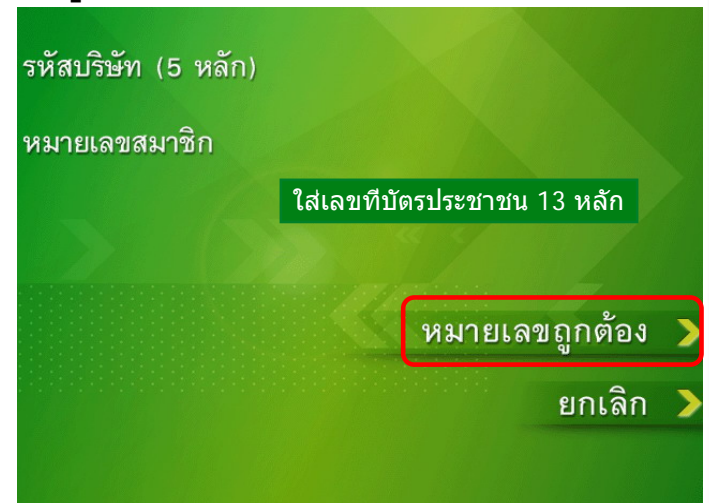 รหัสบริษัท (5 หลัก)
หมายเลขสมาชิก
ใส่เลขที่บัตรประชาชน 13 หลัก
หมายเลขถูกต้อง
ยกเลิก